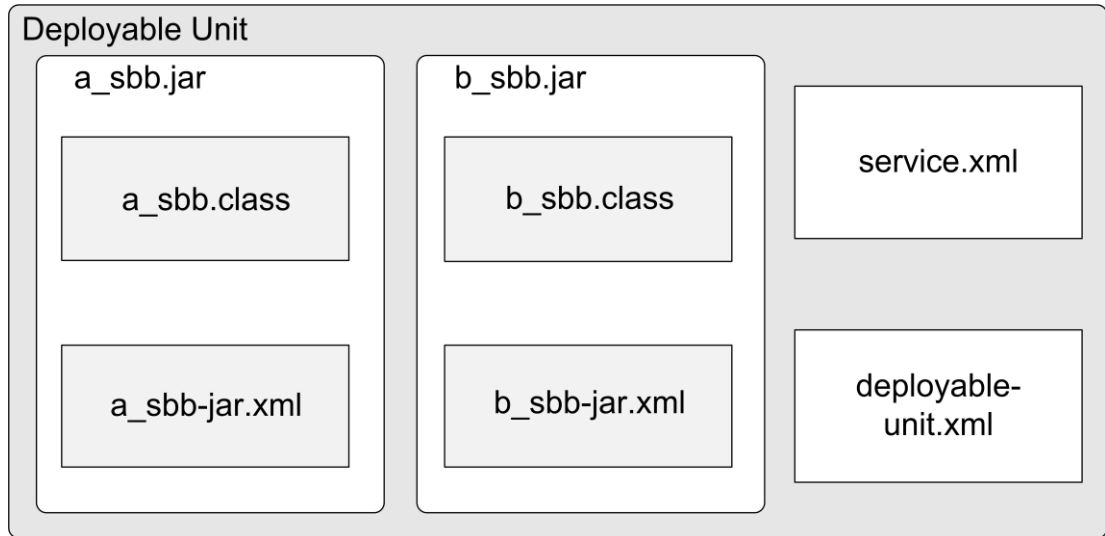 Deployable Unit
a_sbb.jar
a_sbb.class
a_sbb-jar.xml
b_sbb.jar
b_sbb.class
b_sbb-jar.xml
service.xml
deployable-
unit.xml